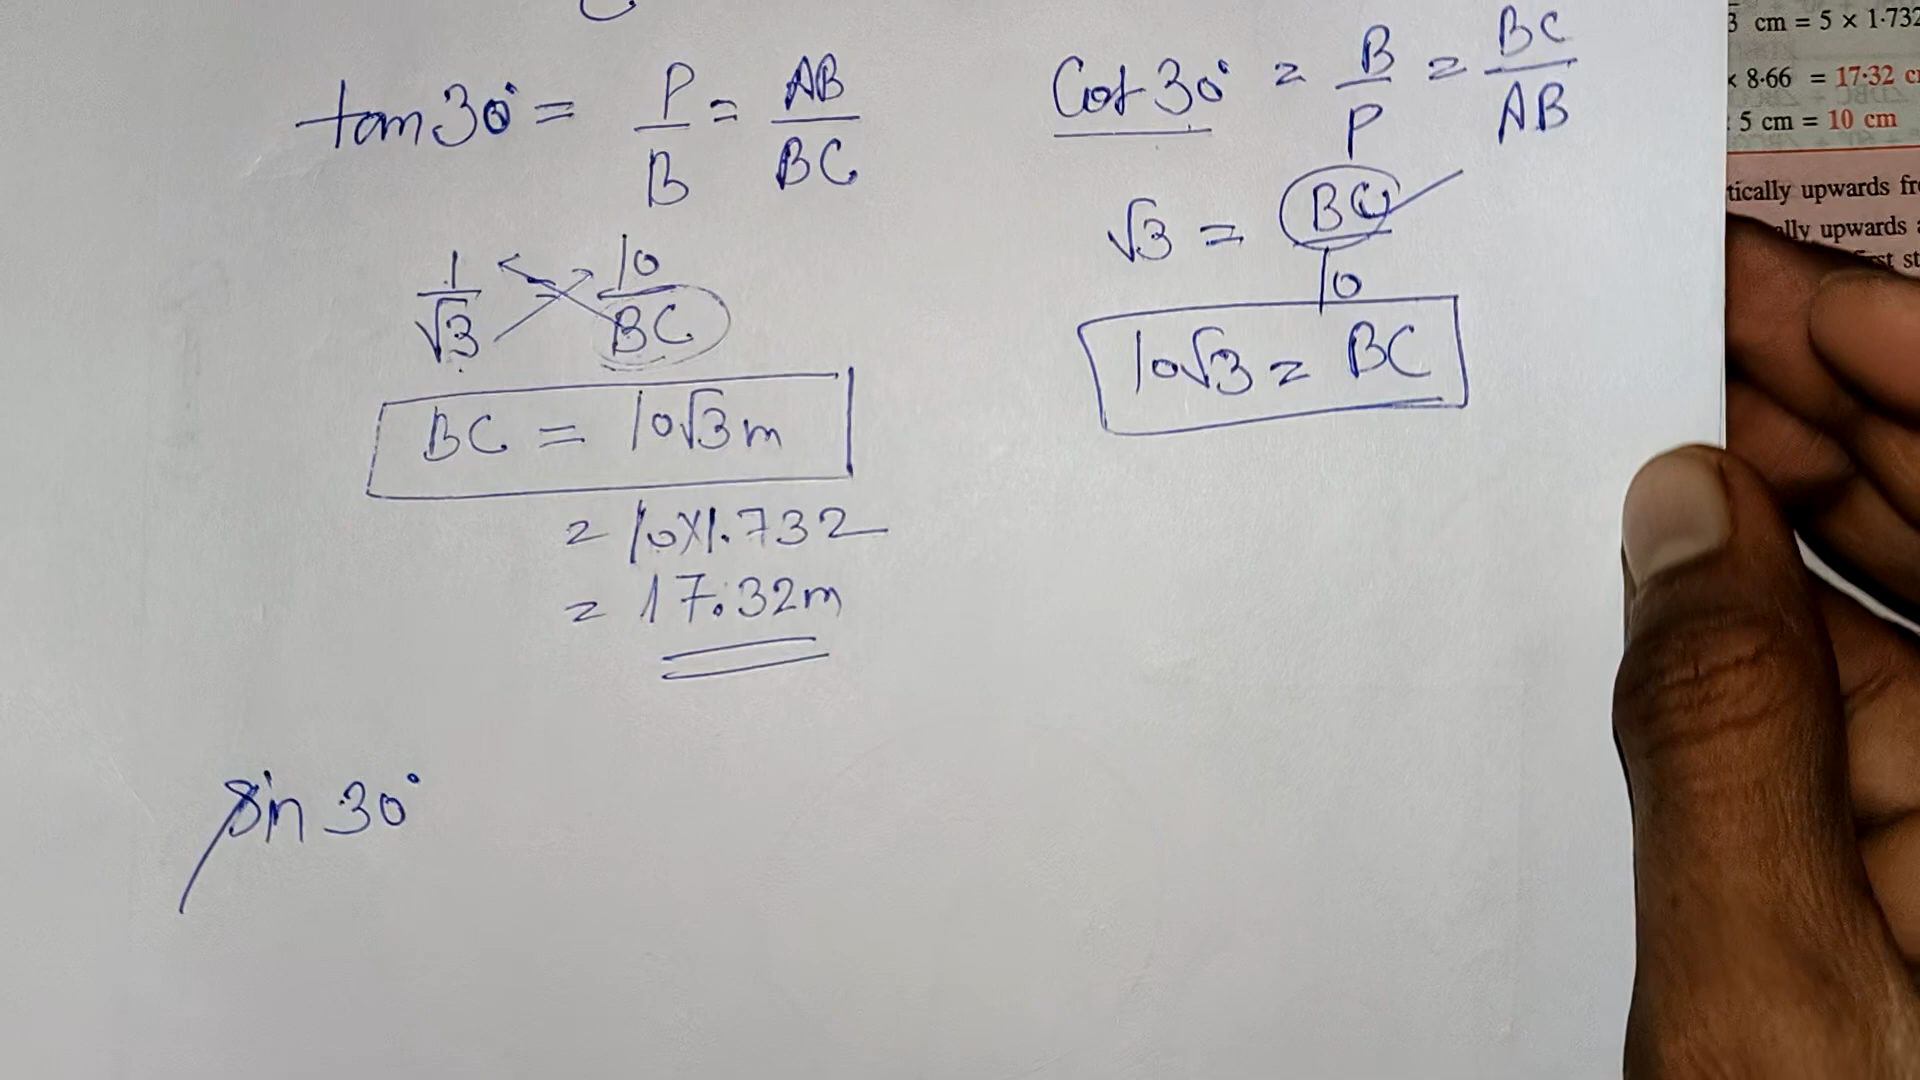 tan 30° = P/B = AB/BC
1/√3 = 10/BC
BC = 10√3 m
= 10×1.732
= 17.32m
Cot 30° = B/P = BC/AB
√3 = BC/10
10√3 = BC
sin 30°
3 cm = 5 × 1·732
× 8·66 = 17·32
5 cm = 10 cm
tically upwards
ally upwards